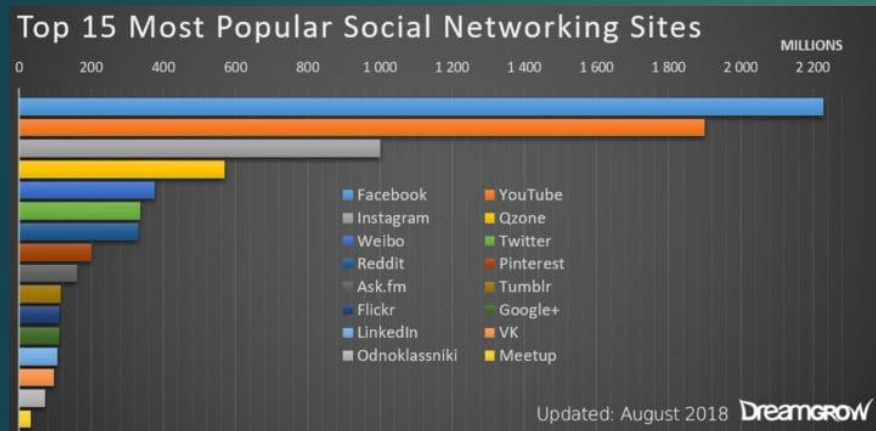 Top 15 Most Popular Social Networking Sites
MILLIONS
0 200 400 600 800 1 000 1 200 1 400 1 600 1 800 2 000 2 200
Facebook YouTube
Instagram Qzone
Weibo Twitter
Reddit Pinterest
Ask.fm Tumblr
Flickr Google+
LinkedIn VK
Odnoklassniki Meetup
Updated: August 2018 DREAMGROW